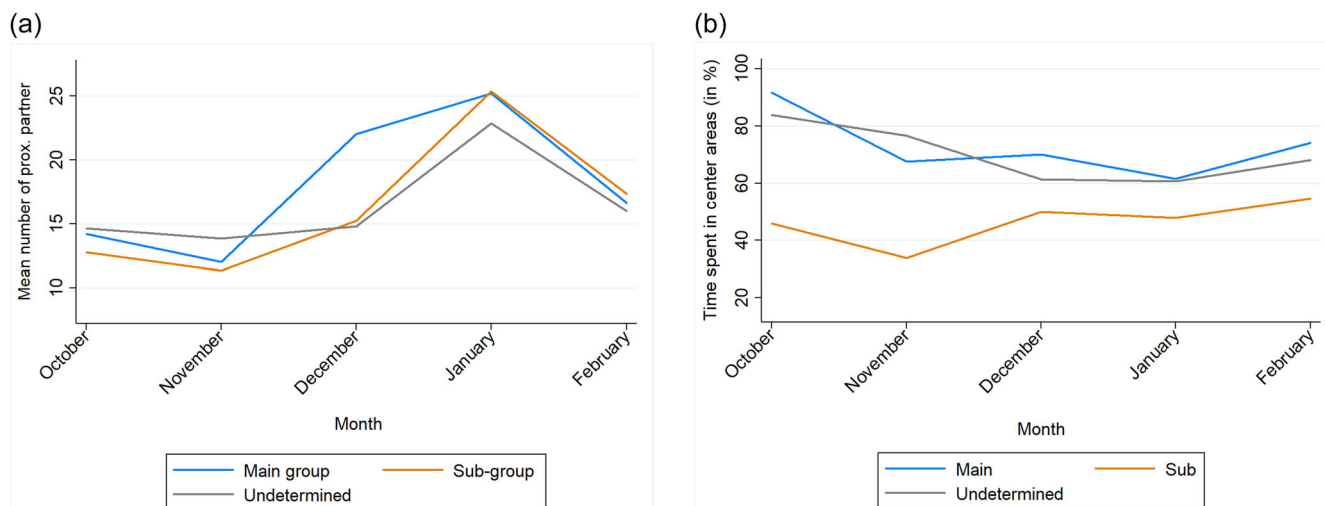 (a)
Mean number of prox. partner
25
20
15
10
October
November
December
January
February
Month
Main group
Sub-group
Undetermined
(b)
Time spent in center areas (in %)
100
80
60
40
20
October
November
December
January
February
Month
Main
Sub
Undetermined